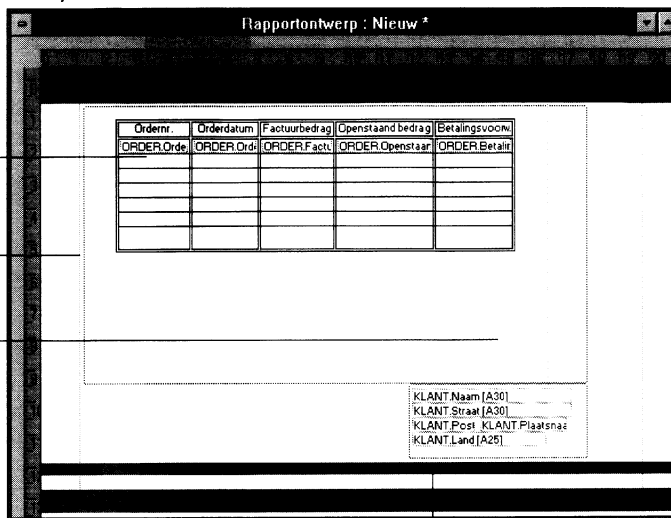 Rapportontwerp : Nieuw *
Ordernr. Orderdatum Factuurbedrag Openstaand bedrag Betalingsvoorw.
ORDER.Orde ORDER.Ord ORDER.Factu ORDER.Openstaar ORDER.Betalir
KLANT.Naam [A30]
KLANT.Straat [A30]
KLANT.Post KLANT.Plaatsnaa
KLANT.Land [A25]